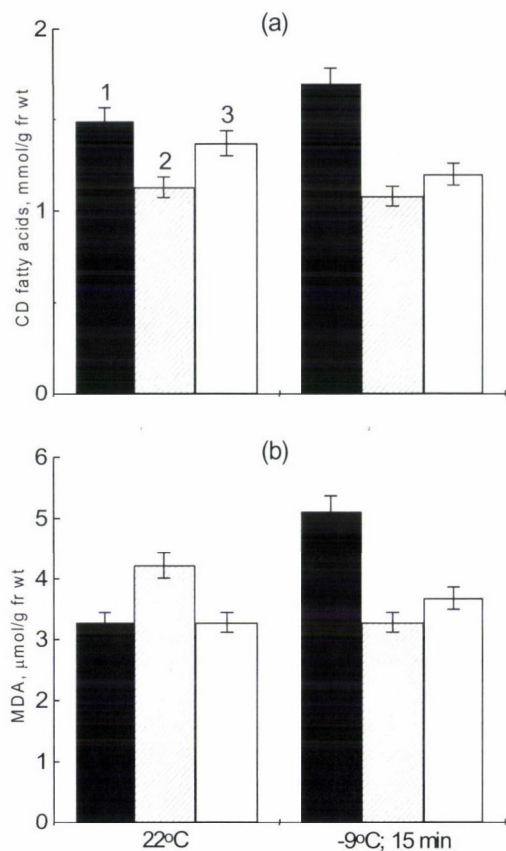 (a)
2
1
0
CD fatty acids, mmol/g fr wt
1
2
3
(b)
6
5
4
3
2
1
0
MDA, μmol/g fr wt
22ºC
-9ºC; 15 min